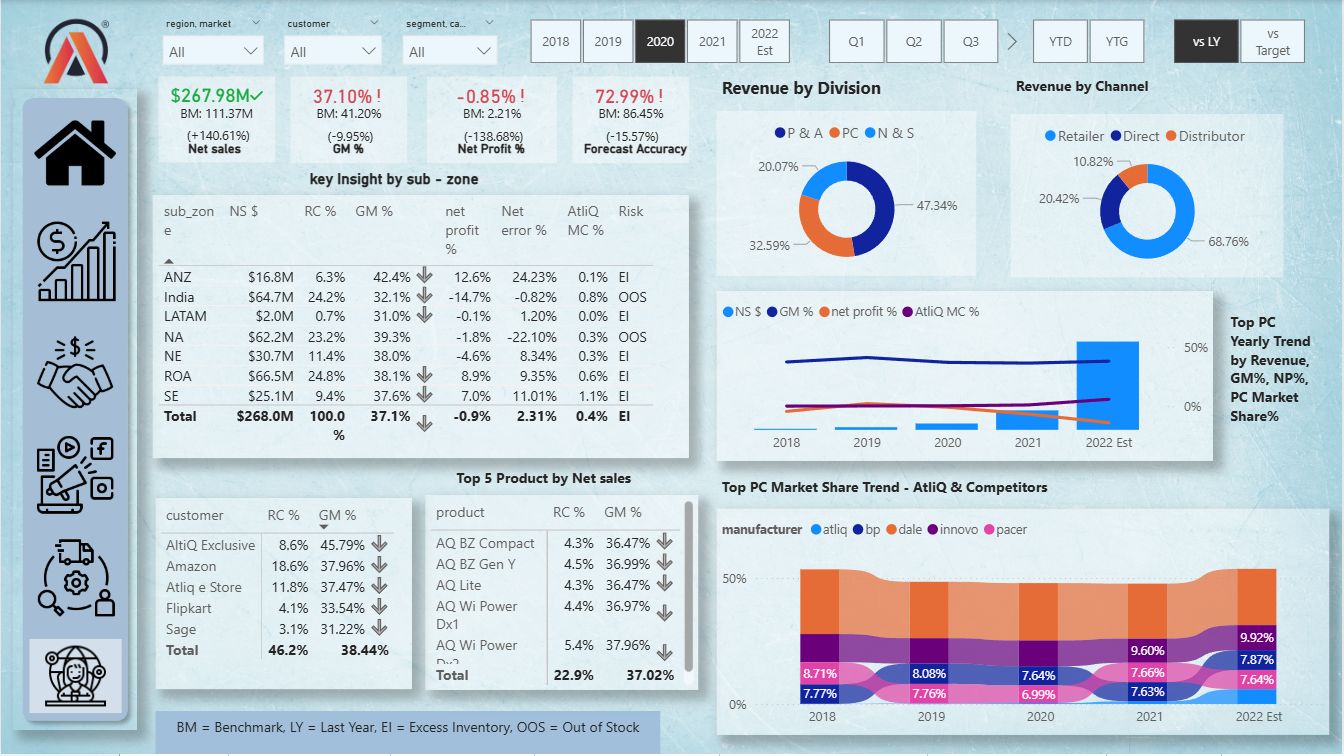 ®
region, market
customer
segment, ca...
All
All
All
2018
2019
2020
2021
2022
Est
Q1
Q2
Q3
YTD
YTG
vs LY
vs
Target
$267.98M
BM: 111.37M
(+140.61%)
Net sales
37.10% !
BM: 41.20%
(-9.95%)
GM %
-0.85% !
BM: 2.21%
(-138.68%)
Net Profit %
72.99% !
BM: 86.45%
(-15.57%)
Forecast Accuracy
key Insight by sub - zone
sub_zon
e
NS $
RC %
GM %
net
profit
%
Net
error %
AtliQ
MC %
Risk
ANZ $16.8M 6.3% 42.4% 12.6% 24.23% 0.1% EI
India $64.7M 24.2% 32.1% -14.7% -0.82% 0.8% OOS
LATAM $2.0M 0.7% 31.0% -0.1% 1.20% 0.0% EI
NA $62.2M 23.2% 39.3% -1.8% -22.10% 0.3% OOS
NE $30.7M 11.4% 38.0% -4.6% 8.34% 0.3% EI
ROA $66.5M 24.8% 38.1% 8.9% 9.35% 0.6% EI
SE $25.1M 9.4% 37.6% 7.0% 11.01% 1.1% EI
Total $268.0M 100.0 37.1% -0.9% 2.31% 0.4% EI
%
Revenue by Division
P & A PC N & S
20.07%
47.34%
32.59%
Revenue by Channel
Retailer Direct Distributor
10.82%
20.42%
68.76%
NS $ GM % net profit % AtliQ MC %
50%
0%
2018 2019 2020 2021 2022 Est
Top PC
Yearly Trend
by Revenue,
GM%, NP%,
PC Market
Share%
customer RC % GM %
AltiQ Exclusive 8.6% 45.79%
Amazon 18.6% 37.96%
Atliq e Store 11.8% 37.47%
Flipkart 4.1% 33.54%
Sage 3.1% 31.22%
Total 46.2% 38.44%
Top 5 Product by Net sales
product RC % GM %
AQ BZ Compact 4.3% 36.47%
AQ BZ Gen Y 4.5% 36.99%
AQ Lite 4.3% 36.47%
AQ Wi Power 4.4% 36.97%
Dx1
AQ Wi Power 5.4% 37.96%
Dx2
Total 22.9% 37.02%
Top PC Market Share Trend - AtliQ & Competitors
manufacturer atliq bp dale innovo pacer
50%
0%
8.71%
7.77%
8.08%
7.76%
7.64%
6.99%
9.60%
7.66%
7.63%
9.92%
7.87%
7.64%
2018 2019 2020 2021 2022 Est
BM = Benchmark, LY = Last Year, EI = Excess Inventory, OOS = Out of Stock